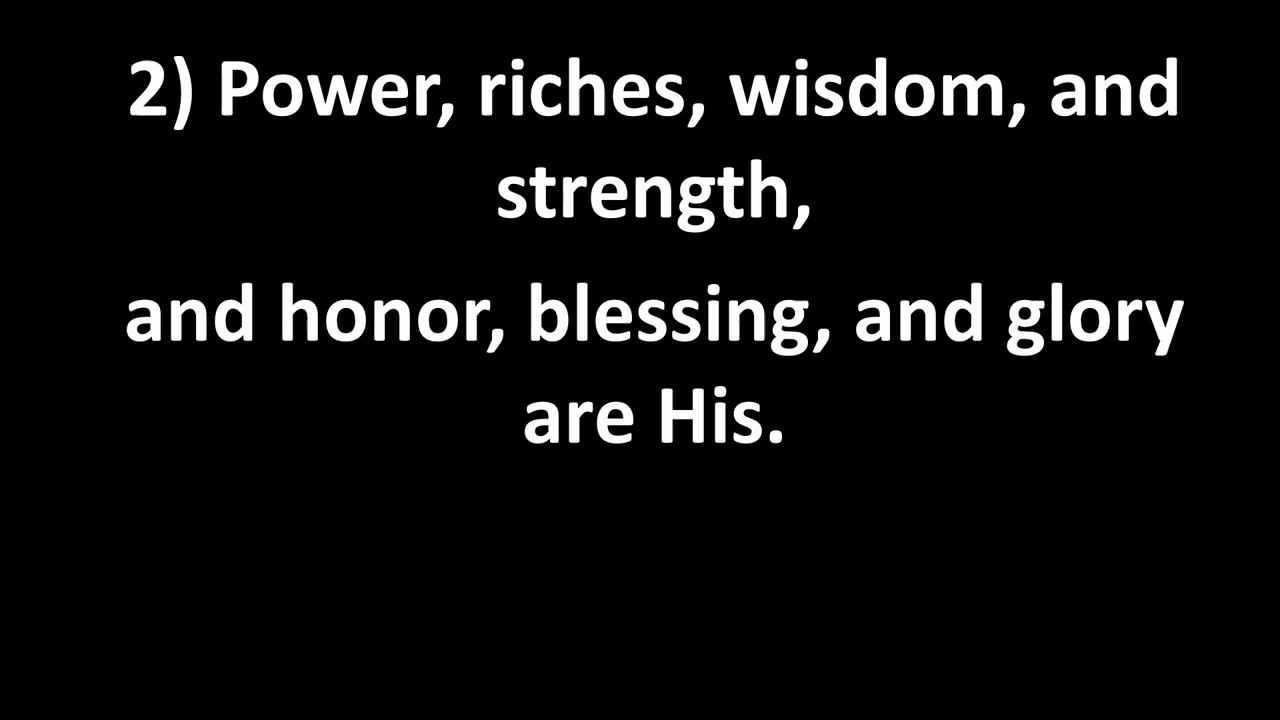 2) Power, riches, wisdom, and
strength,
and honor, blessing, and glory
are His.